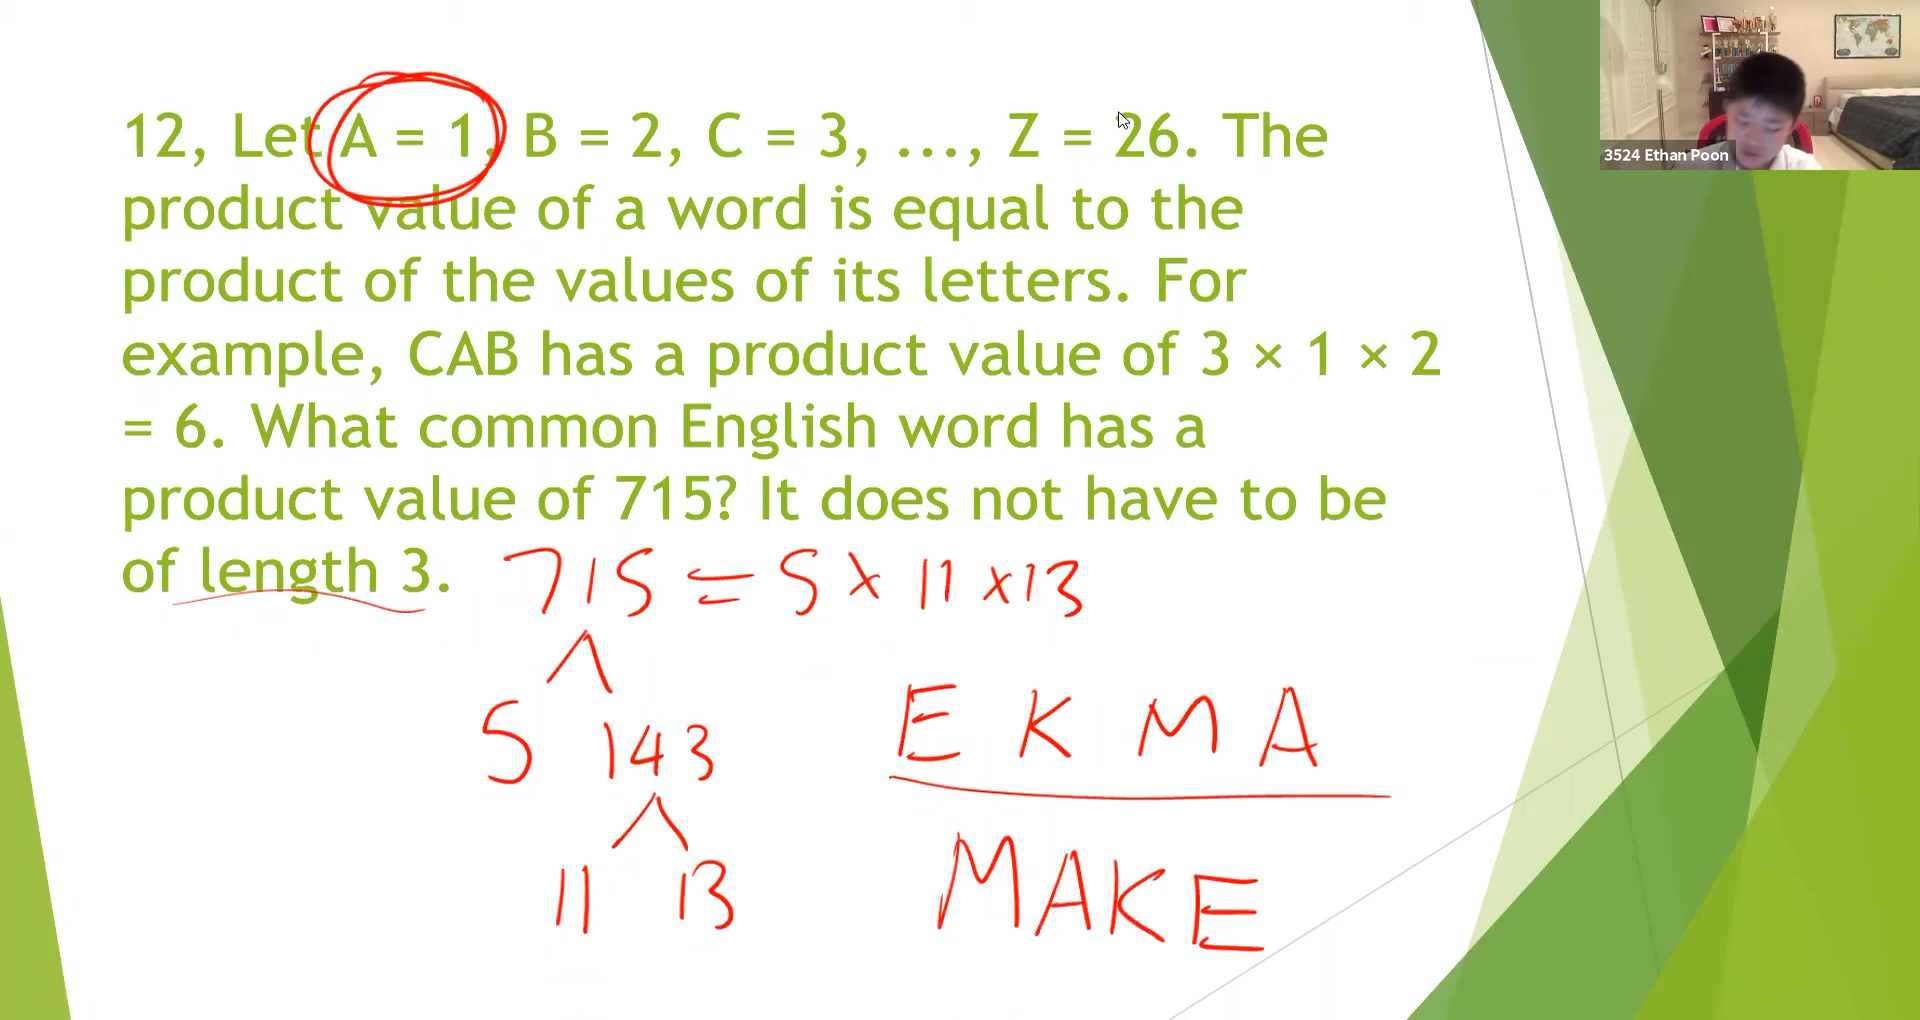 12, Let A = 1, B = 2, C = 3, ..., Z = 26. The
product value of a word is equal to the
product of the values of its letters. For
example, CAB has a product value of 3 × 1 × 2
= 6. What common English word has a
product value of 715? It does not have to be
of length 3.
715 = 5 x 11 x 13
5 143
11 13
E K M A
MAKE
3524 Ethan Poon